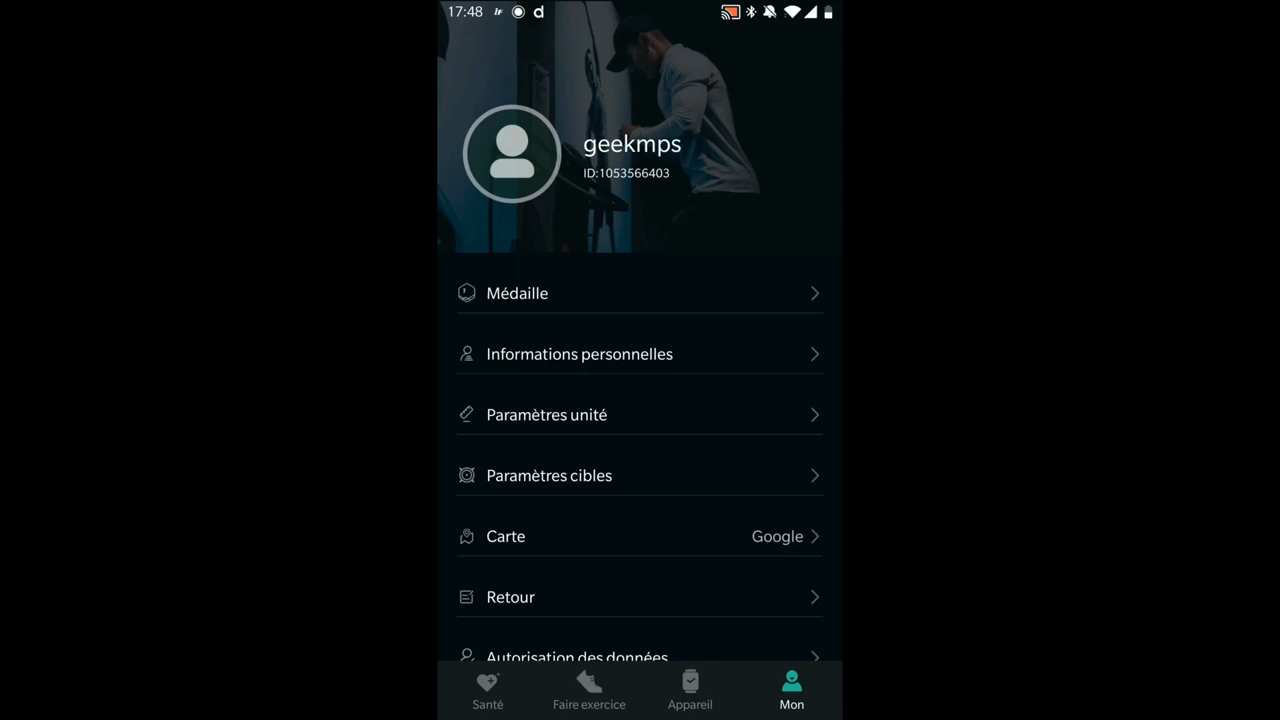 17:48
geekmps
ID:1053566403
Médaille
Informations personnelles
Paramètres unité
Paramètres cibles
Carte Google
Retour
Autorisation des données
Santé Faire exercice Appareil Mon